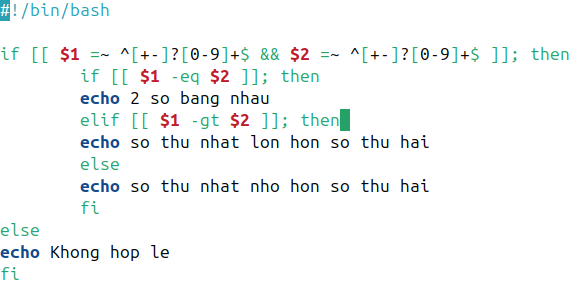 #!/bin/bash

if [[ $1 =~ ^[+-]?[0-9]+$ && $2 =~ ^[+-]?[0-9]+$ ]]; then
        if [[ $1 -eq $2 ]]; then
        echo 2 so bang nhau
        elif [[ $1 -gt $2 ]]; then
        echo so thu nhat lon hon so thu hai
        else
        echo so thu nhat nho hon so thu hai
        fi
else
echo Khong hop le
fi